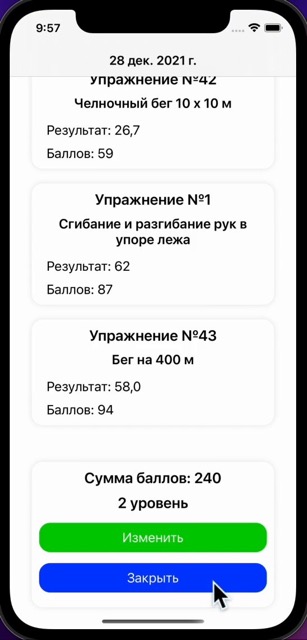 9:57
28 дек. 2021 г.
Упражнение №42
Челночный бег 10 х 10 м
Результат: 26,7
Баллов: 59
Упражнение №1
Сгибание и разгибание рук в
упоре лежа
Результат: 62
Баллов: 87
Упражнение №43
Бег на 400 м
Результат: 58,0
Баллов: 94
Сумма баллов: 240
2 уровень
Изменить
Закрыть